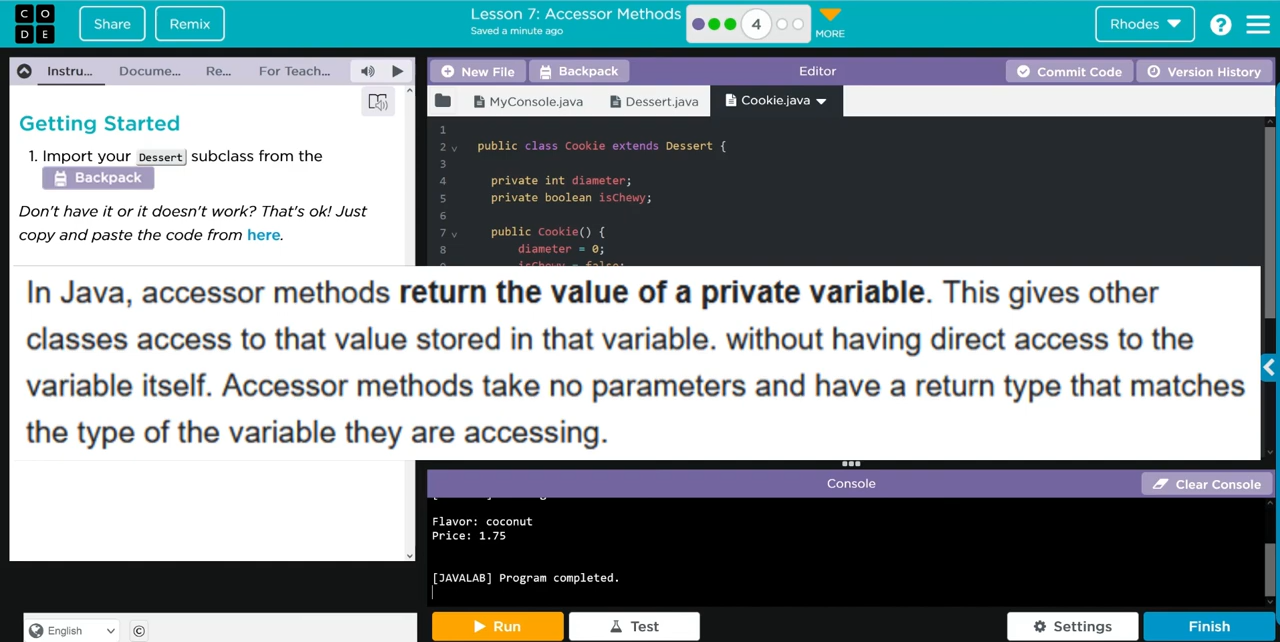 CODE
Share
Remix
Lesson 7: Accessor Methods
Saved a minute ago
4
MORE
Rhodes
?
Instru...
Docume...
Re...
For Teach...
New File
Backpack
Editor
Commit Code
Version History
MyConsole.java
Dessert.java
Cookie.java
Getting Started
1. Import your Dessert subclass from the
Backpack
Don't have it or it doesn't work? That's ok! Just
copy and paste the code from here.
1
2 public class Cookie extends Dessert {
3
4 private int diameter;
5 private boolean isChewy;
6
7 public Cookie() {
8 diameter = 0;
isChewy = false;
In Java, accessor methods return the value of a private variable. This gives other
classes access to that value stored in that variable. without having direct access to the
variable itself. Accessor methods take no parameters and have a return type that matches
the type of the variable they are accessing.
Console
Clear Console
Flavor: coconut
Price: 1.75
[JAVALAB] Program completed.
English
©
Run
Test
Settings
Finish